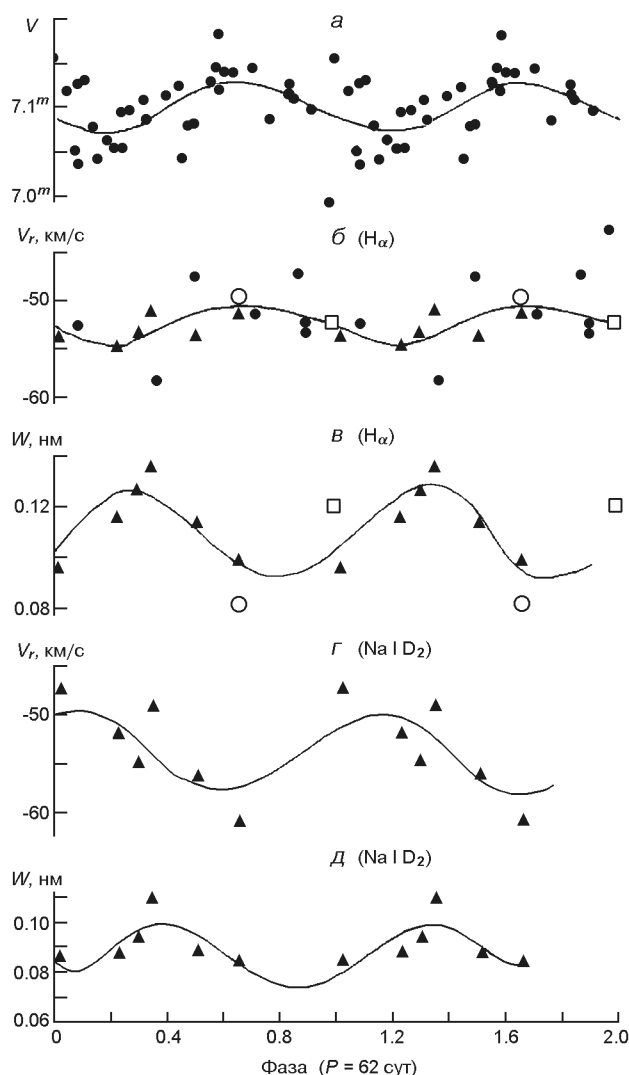 V
а
7.1ᵐ
7.0ᵐ
Vᵣ, км/с
б (Hα)
-50
-60
W, нм
в (Hα)
0.12
0.08
Vᵣ, км/с
г (Na I D₂)
-50
-60
д (Na I D₂)
W, нм
0.10
0.08
0.06
0 0.4 0.8 1.2 1.6 2.0
Фаза (P = 62 сут)